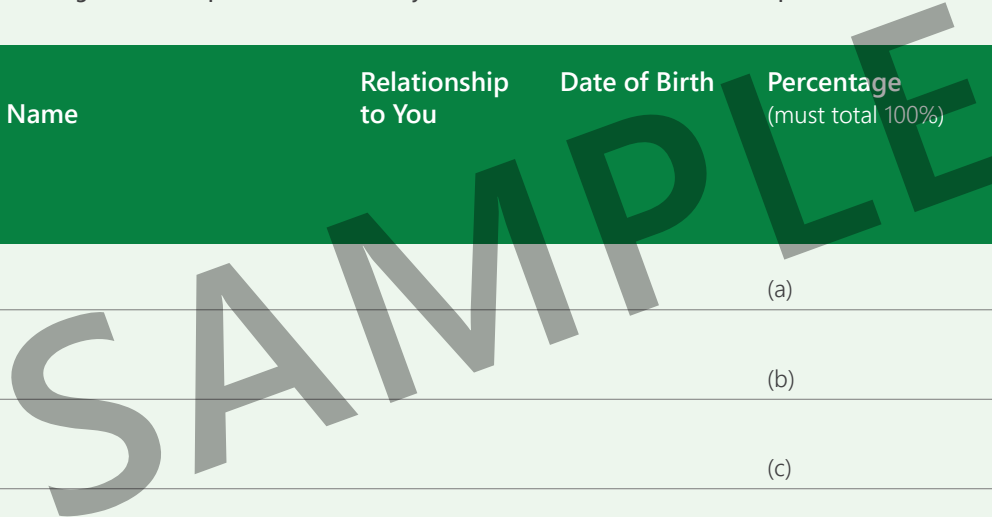 Name
Relationship
to You
Date of Birth
Percentage
(must total 100%)
(a)
(b)
(c)
SAMPLE